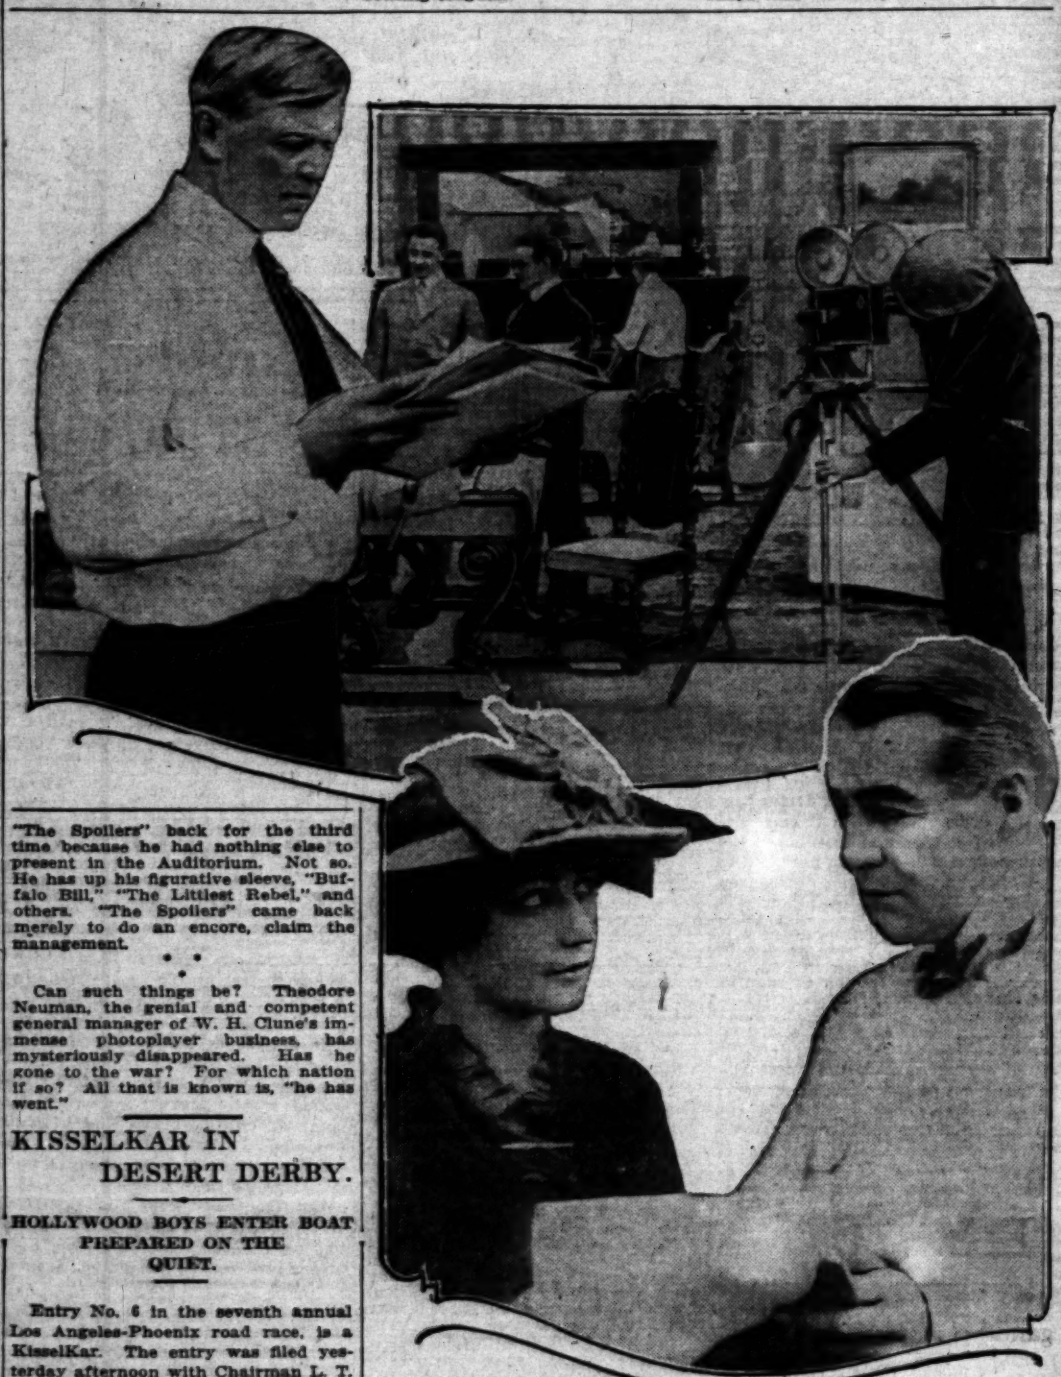 "The Spoilers" back for the third
time because he had nothing else to
present in the Auditorium. Not so.
He has up his figurative sleeve, "Buf-
falo Bill," "The Littlest Rebel," and
others. "The Spoilers" came back
merely to do an encore, claim the
management.
Can such things be? Theodore
Neuman, the genial and competent
general manager of W. H. Clune's im-
mense photoplayer business, has
mysteriously disappeared. Has he
gone to the war? For which nation
if so? All that is known is, "he has
went."
KISSELKAR IN
DESERT DERBY.
HOLLYWOOD BOYS ENTER BOAT
PREPARED ON THE
QUIET.
Entry No. 6 in the seventh annual
Los Angeles-Phoenix road race, is a
KisselKar. The entry was filed yes-
terday afternoon with Chairman L. T.